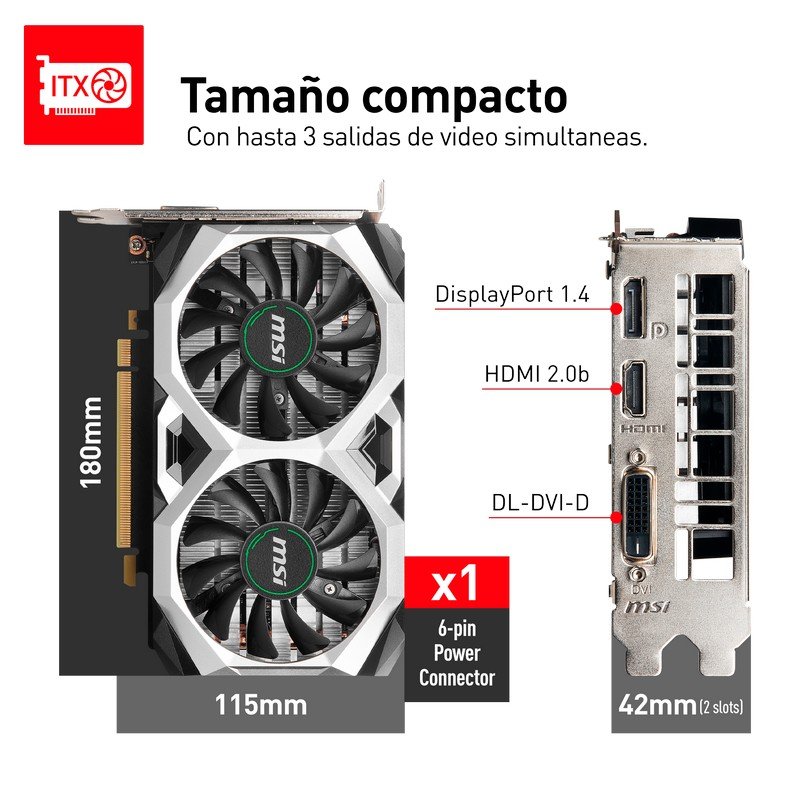 ITX
Tamaño compacto
Con hasta 3 salidas de video simultaneas.
DisplayPort 1.4
HDMI 2.0b
DL-DVI-D
180mm
msi
msi
HDMI
DVI
msi
x1
6-pin
Power
Connector
115mm
42mm (2 slots)